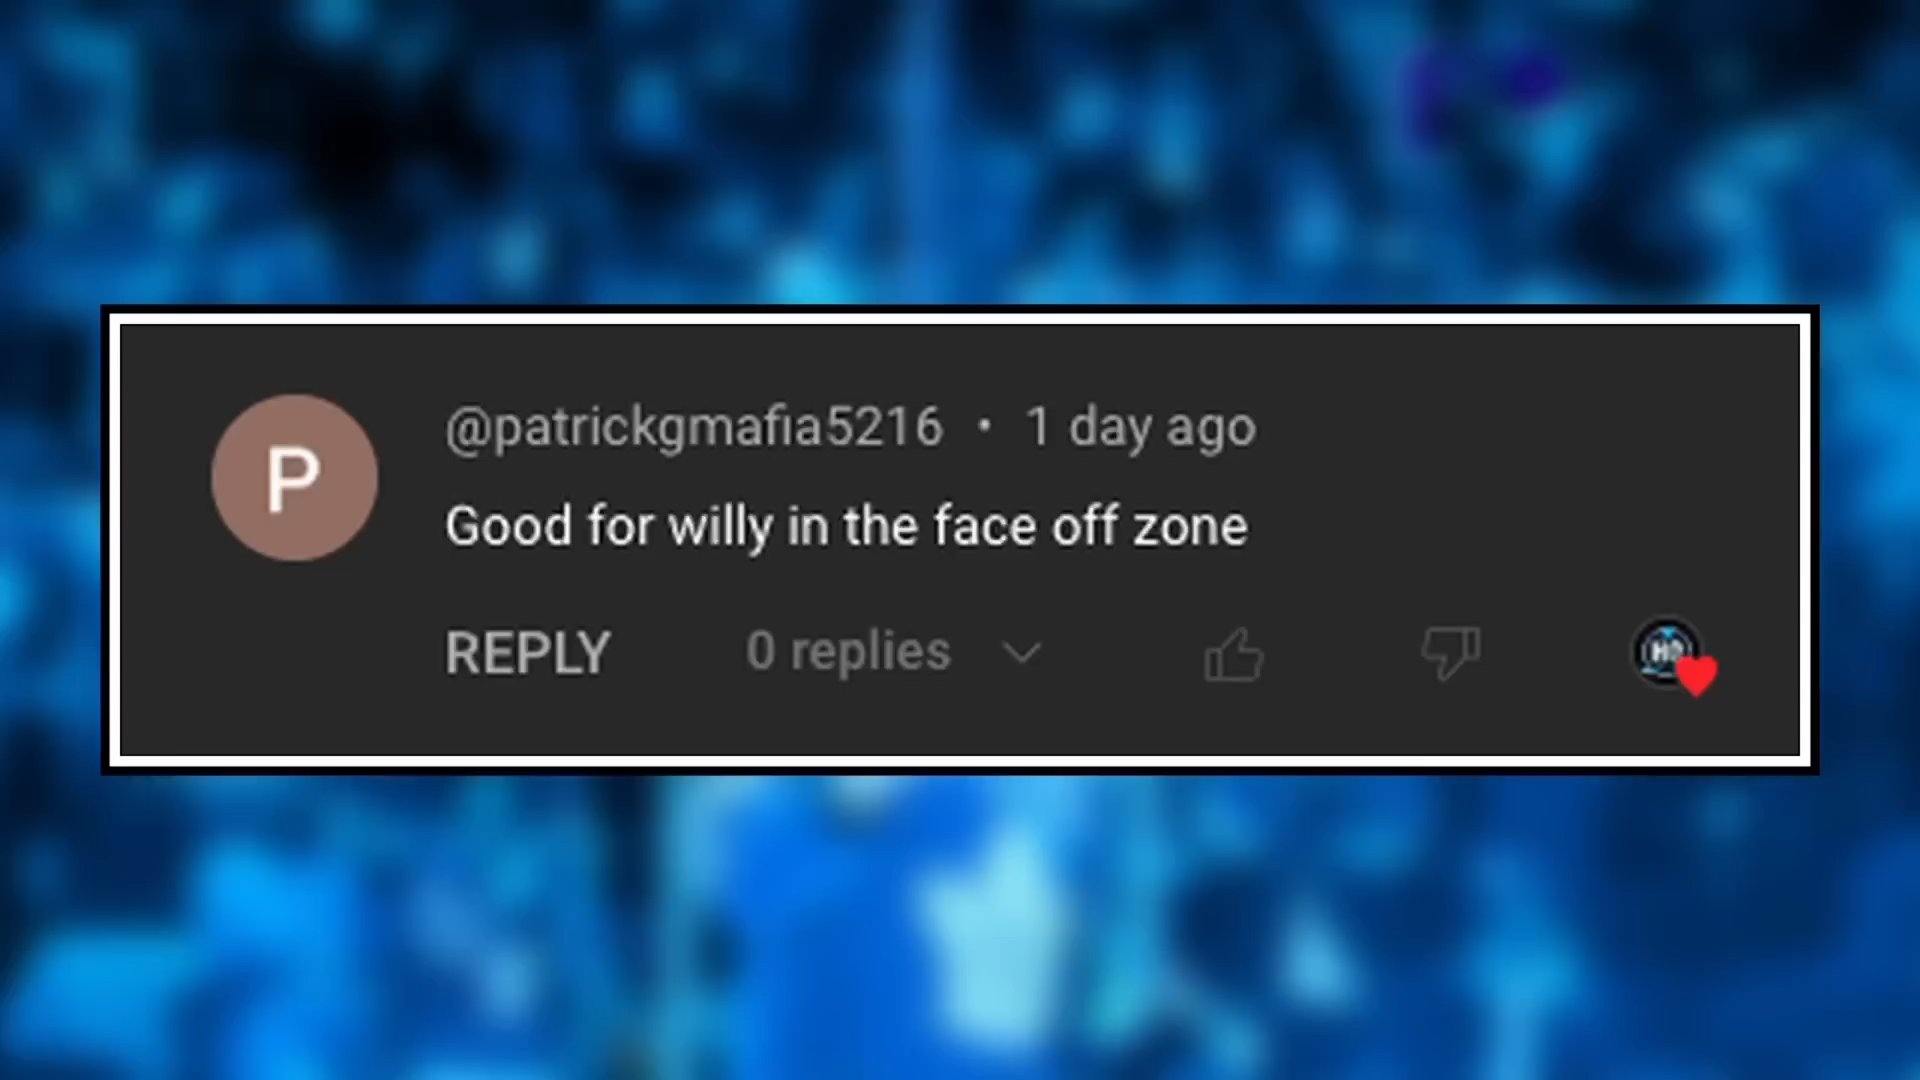 P
@patrickgmafia5216 • 1 day ago
Good for willy in the face off zone
REPLY 0 replies